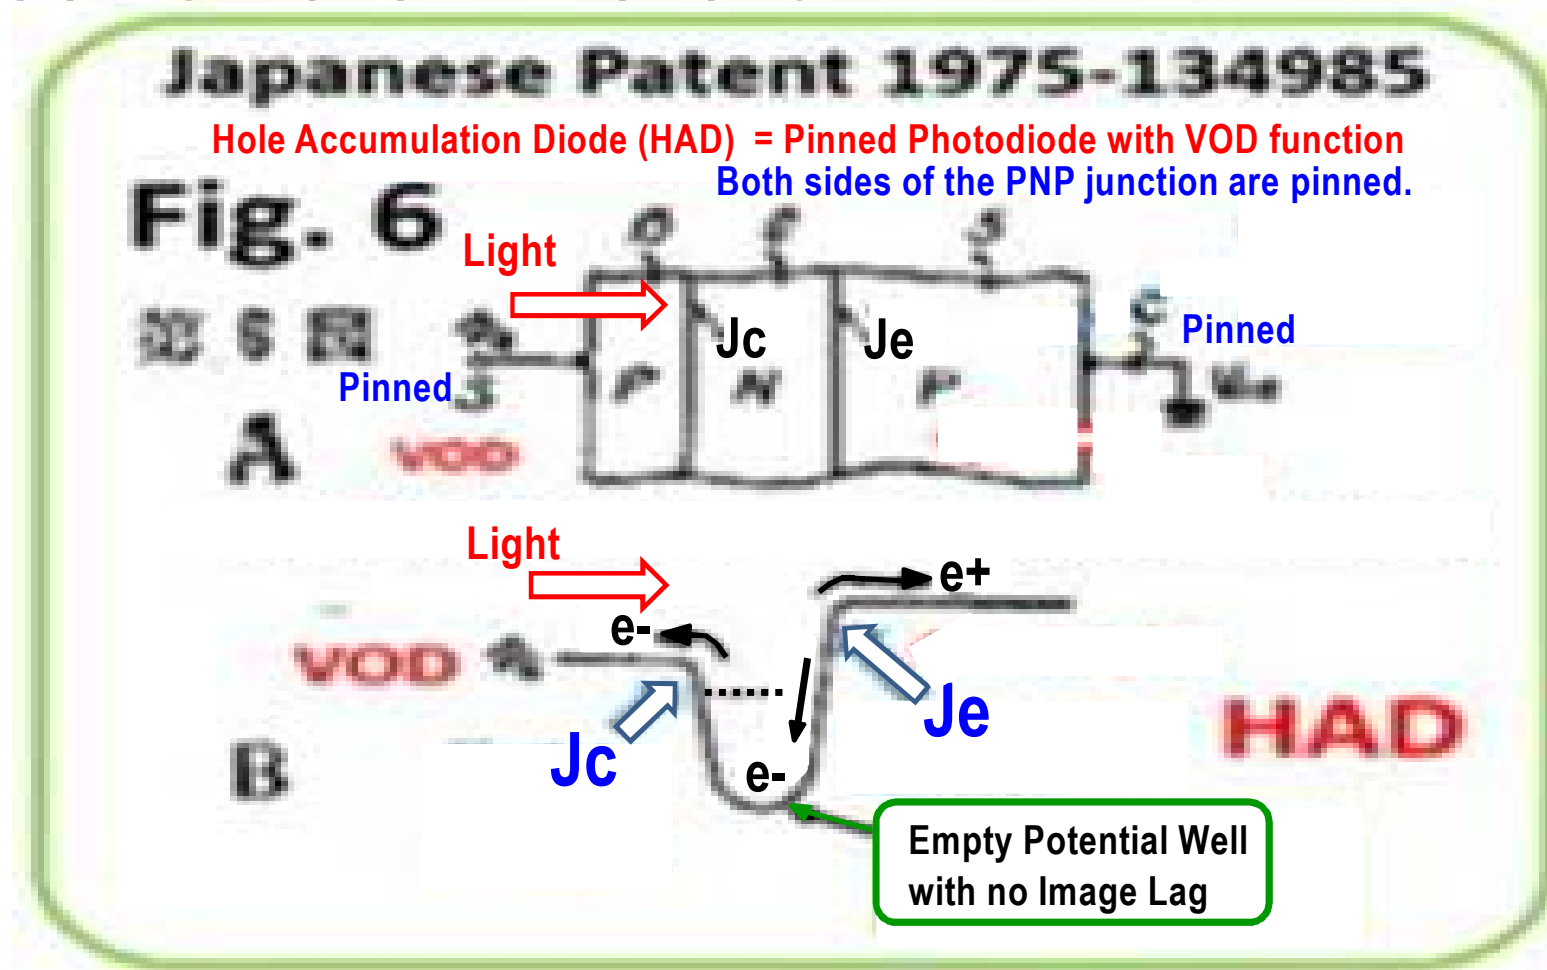 Japanese Patent 1975-134985
Hole Accumulation Diode (HAD) = Pinned Photodiode with VOD function
Both sides of the PNP junction are pinned.
Fig. 6
Light
Jc
Je
Pinned
Pinned
P
N
P
C
A
VOD
Light
e+
e-
VOD
Jc
Je
HAD
B
e-
Empty Potential Well
with no Image Lag